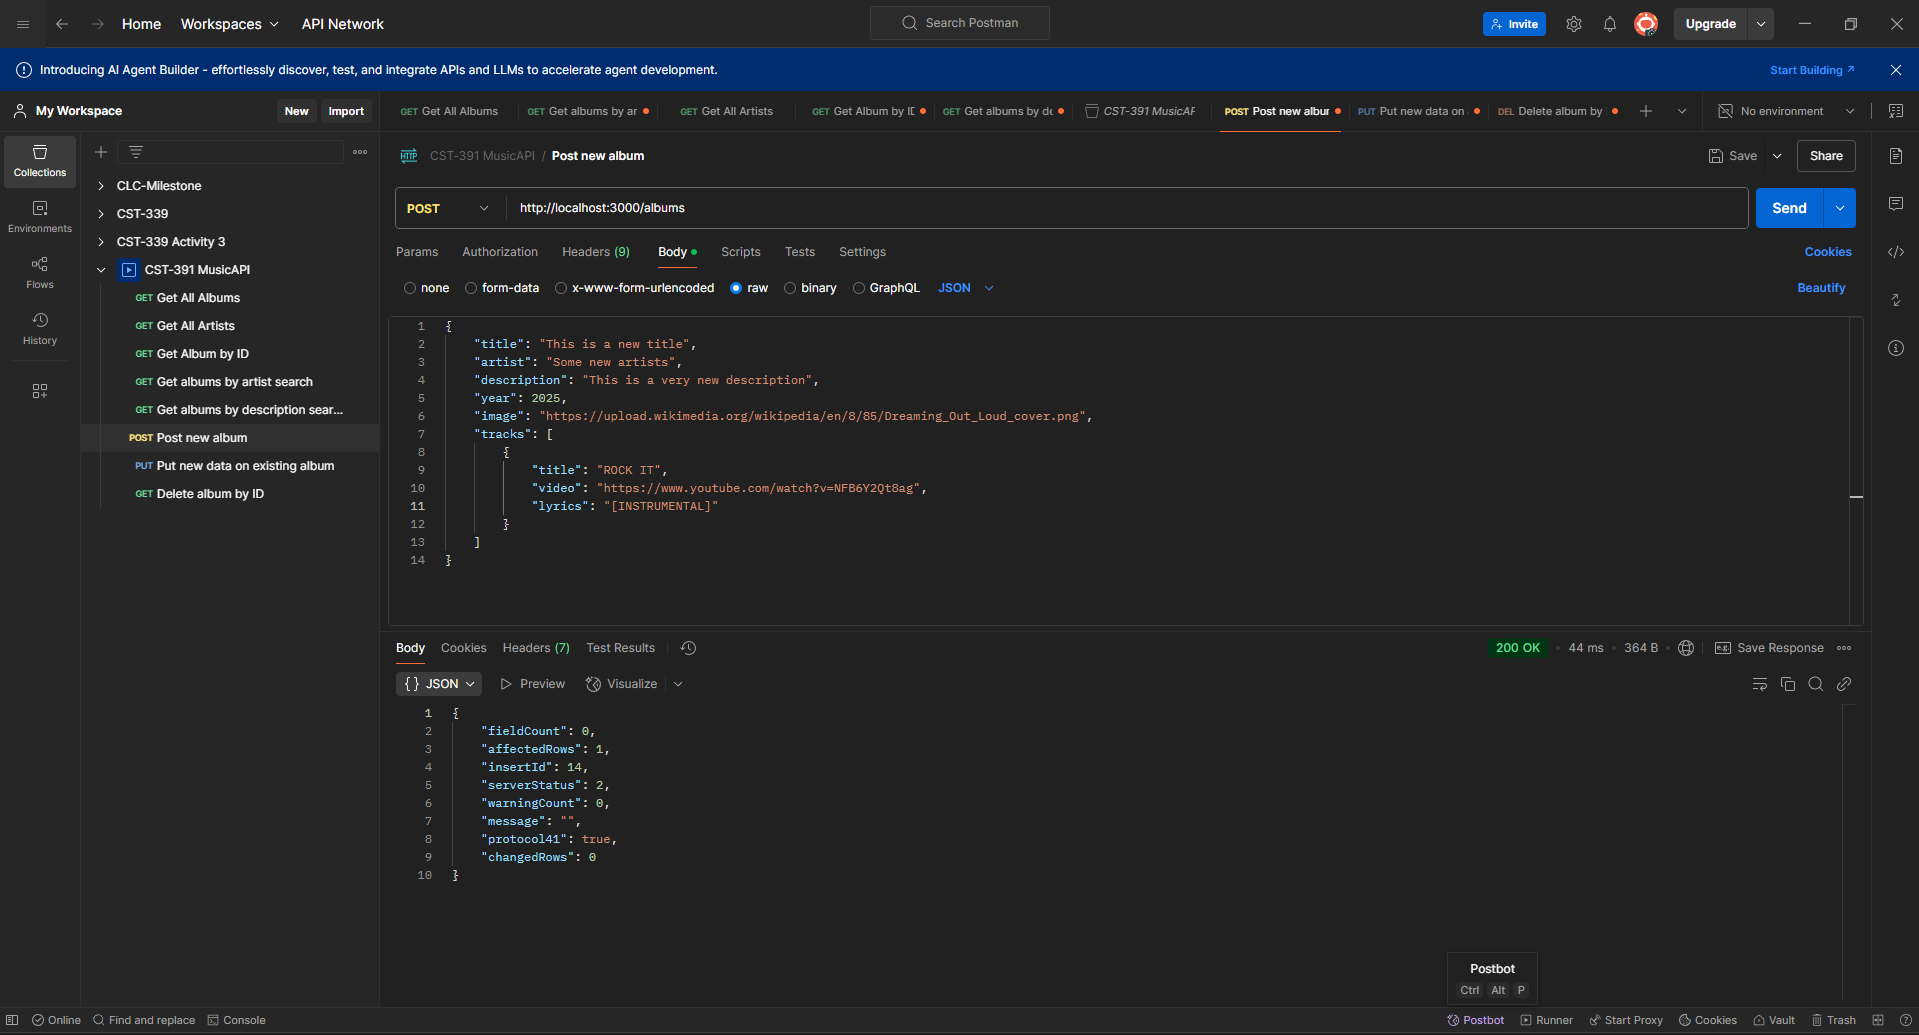 Home Workspaces API Network Search Postman Invite Upgrade
Introducing AI Agent Builder - effortlessly discover, test, and integrate APIs and LLMs to accelerate agent development. Start Building
My Workspace New Import
GET Get All Albums GET Get albums by ar GET Get All Artists GET Get Album by ID GET Get albums by de CST-391 MusicAP POST Post new albur PUT Put new data on DEL Delete album by No environment
Collections
Environments
Flows
History
CLC-Milestone
CST-339
CST-339 Activity 3
CST-391 MusicAPI
GET Get All Albums
GET Get All Artists
GET Get Album by ID
GET Get albums by artist search
GET Get albums by description sear...
POST Post new album
PUT Put new data on existing album
GET Delete album by ID
HTTP CST-391 MusicAPI / Post new album Save Share
POST http://localhost:3000/albums Send
Params Authorization Headers (9) Body Scripts Tests Settings Cookies
none form-data x-www-form-urlencoded raw binary GraphQL JSON Beautify
1 {
2 "title": "This is a new title",
3 "artist": "Some new artists",
4 "description": "This is a very new description",
5 "year": 2025,
6 "image": "https://upload.wikimedia.org/wikipedia/en/8/85/Dreaming_Out_Loud_cover.png",
7 "tracks": [
8 {
9 "title": "ROCK IT",
10 "video": "https://www.youtube.com/watch?v=NFB6Y2Qt8ag",
11 "lyrics": "[INSTRUMENTAL]"
12 }
13 ]
14 }
Body Cookies Headers (7) Test Results 200 OK 44 ms 364 B e.g. Save Response
{} JSON Preview Visualize
1 {
2 "fieldCount": 0,
3 "affectedRows": 1,
4 "insertId": 14,
5 "serverStatus": 2,
6 "warningCount": 0,
7 "message": "",
8 "protocol41": true,
9 "changedRows": 0
10 }
Postbot
Ctrl Alt P
Online Find and replace Console Postbot Runner Start Proxy Cookies Vault Trash